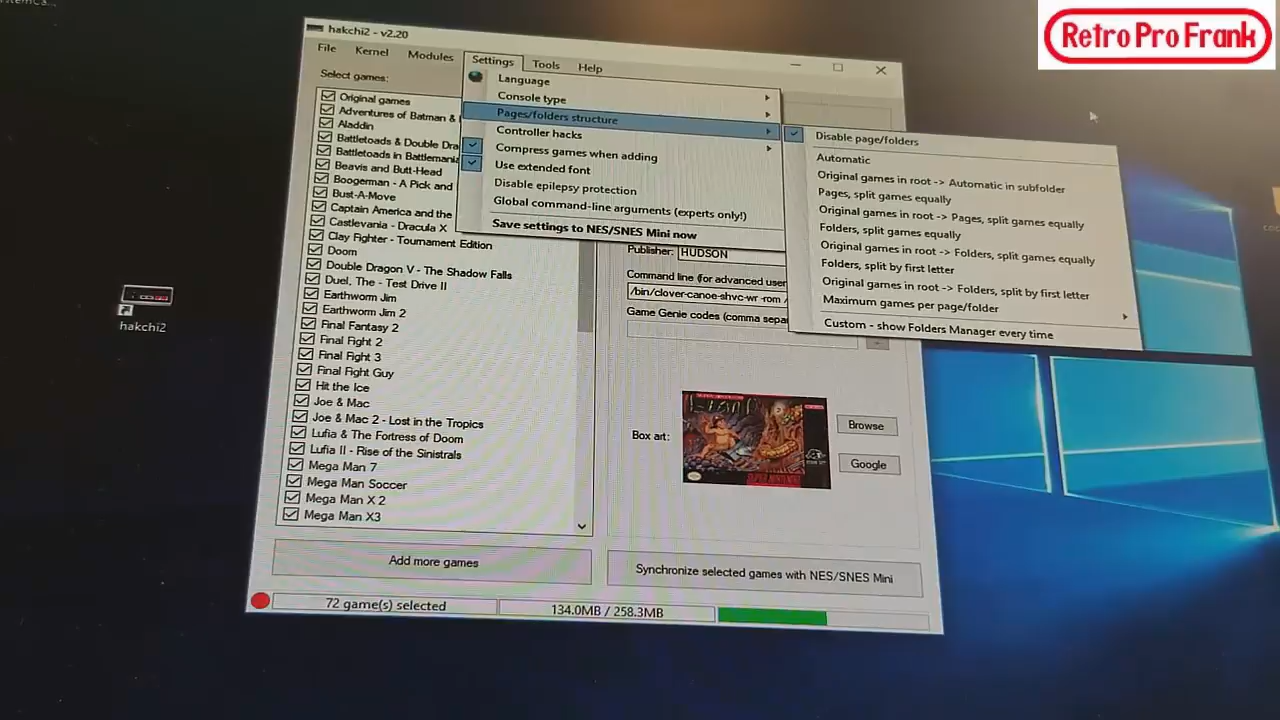 Retro Pro Frank
hakchi2 - v2.20
File Kernel Modules Settings Tools Help
Select games:
Original games
Adventures of Batman &
Aladdin
Battletoads & Double Dra
Battletoads in Battlemania
Beavis and Butt-Head
Boogerman - A Pick and
Bust-A-Move
Captain America and the
Castlevania - Dracula X
Clay Fighter - Tournament Edition
Doom
Double Dragon V - The Shadow Falls
Duel, The - Test Drive II
Earthworm Jim
Earthworm Jim 2
Final Fantasy 2
Final Fight 2
Final Fight 3
Final Fight Guy
Hit the Ice
Joe & Mac
Joe & Mac 2 - Lost in the Tropics
Lufia & The Fortress of Doom
Lufia II - Rise of the Sinistrals
Mega Man 7
Mega Man Soccer
Mega Man X 2
Mega Man X3
Language
Console type
Pages/folders structure
Controller hacks
Compress games when adding
Use extended font
Disable epilepsy protection
Global command-line arguments (experts only!)
Save settings to NES/SNES Mini now
Disable page/folders
Automatic
Original games in root -> Automatic in subfolder
Pages, split games equally
Original games in root -> Pages, split games equally
Folders, split games equally
Original games in root -> Folders, split games equally
Folders, split by first letter
Original games in root -> Folders, split by first letter
Maximum games per page/folder
Custom - show Folders Manager every time
Publisher: HUDSON
Command line (for advanced user
/bin/clover-canoe-shvc-wr -rom /
Game Genie codes (comma sepa
Box art:
Browse
Google
Add more games
Synchronize selected games with NES/SNES Mini
72 game(s) selected
134.0MB / 258.3MB
hakchi2